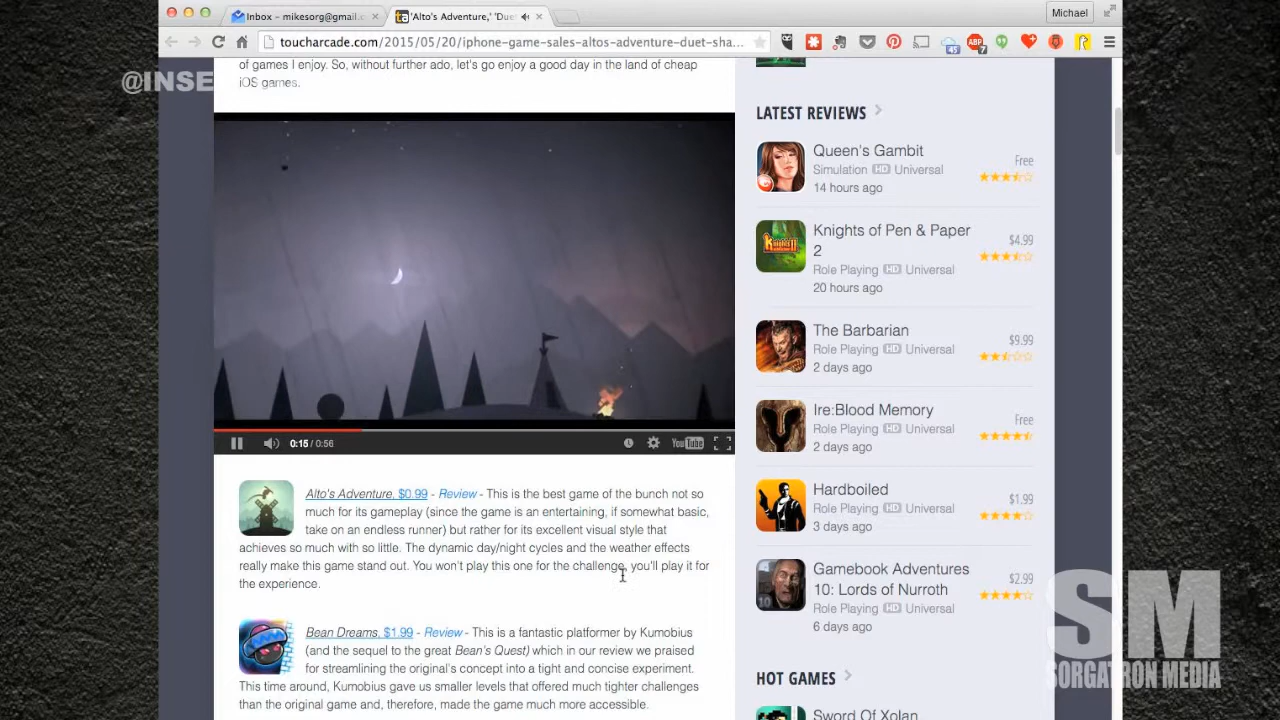 Inbox – mikesorg@gmail.c
'Alto's Adventure,' 'Due
Michael
toucharcade.com/2015/05/20/iphone-game-sales-altos-adventure-duet-sha...
45
ABP
7
@INSE
of games I enjoy. So, without further ado, let's go enjoy a good day in the land of cheap
iOS games.
0:15 / 0:56
YouTube
Alto's Adventure, $0.99 - Review - This is the best game of the bunch not so
much for its gameplay (since the game is an entertaining, if somewhat basic,
take on an endless runner) but rather for its excellent visual style that
achieves so much with so little. The dynamic day/night cycles and the weather effects
really make this game stand out. You won't play this one for the challenge, you'll play it for
the experience.
Bean Dreams, $1.99 - Review - This is a fantastic platformer by Kumobius
(and the sequel to the great Bean's Quest) which in our review we praised
for streamlining the original's concept into a tight and concise experiment.
This time around, Kumobius gave us smaller levels that offered much tighter challenges
than the original game and, therefore, made the game much more accessible.
LATEST REVIEWS
Queen's Gambit
Free
Simulation HD Universal
14 hours ago
Knights of Pen & Paper
2
$4.99
Role Playing HD Universal
20 hours ago
The Barbarian
$9.99
Role Playing HD Universal
2 days ago
Ire:Blood Memory
Free
Role Playing HD Universal
2 days ago
Hardboiled
$1.99
Role Playing HD Universal
3 days ago
Gamebook Adventures
10: Lords of Nurroth
$2.99
Role Playing HD Universal
6 days ago
10
HOT GAMES
Sword Of Xolan
SM
SORGATRON MEDIA